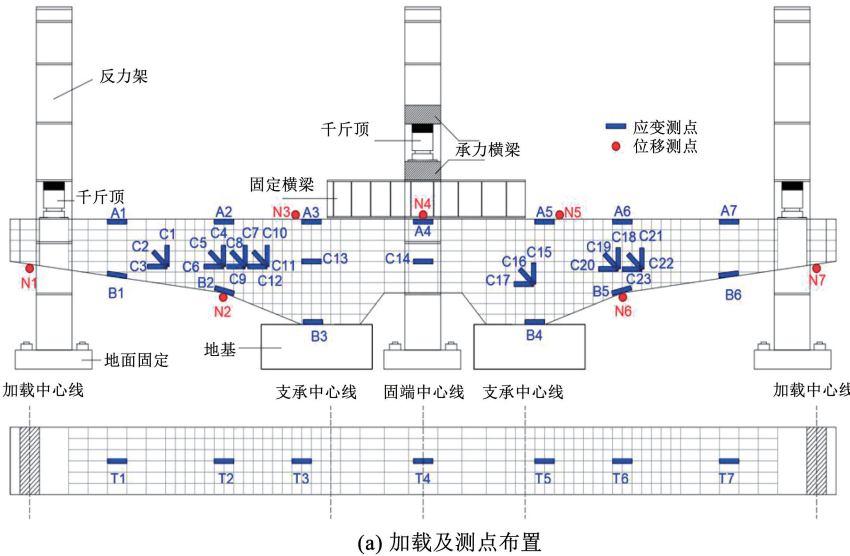 反力架
千斤顶
承力横梁
应变测点
位移测点
千斤顶
固定横梁
A1
A2
N3
A3
N4
A4
A5
N5
A6
A7
C1
C2
C3
C4
C5
C6
C7
C8
C9
C10
C11
C12
C13
C14
C15
C16
C17
C18
C19
C20
C21
C22
C23
N1
B1
B2
N2
B3
B4
B5
N6
B6
N7
地面固定
地基
加载中心线
支承中心线
固端中心线
支承中心线
加载中心线
T1
T2
T3
T4
T5
T6
T7
(a) 加载及测点布置